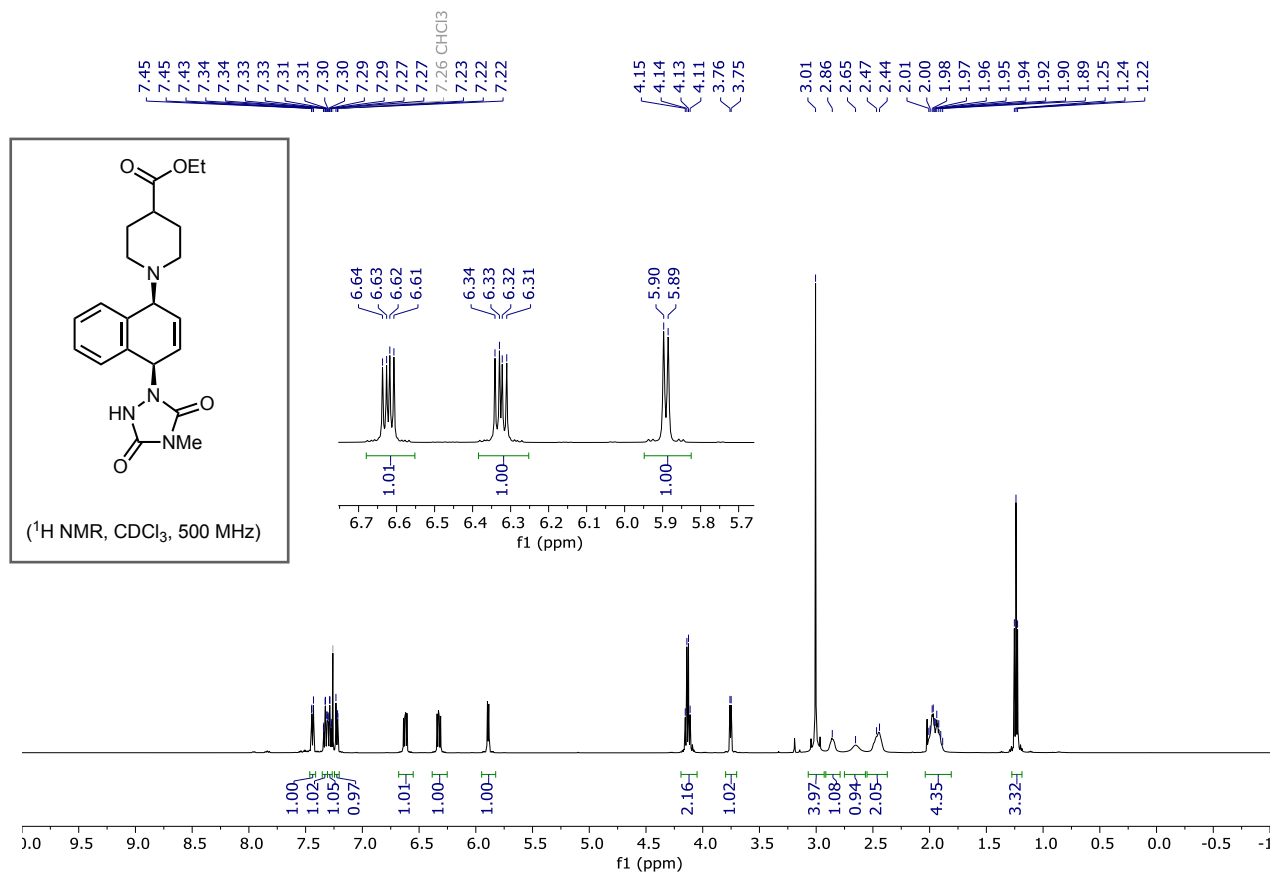 7.45 7.45 7.43 7.34 7.34 7.33 7.33 7.31 7.31 7.30 7.30 7.29 7.29 7.27 7.27 7.26 CHCl3 7.23 7.22 7.22 4.15 4.14 4.13 4.11 3.76 3.75 3.01 2.86 2.65 2.47 2.44 2.01 2.00 1.98 1.97 1.96 1.95 1.94 1.92 1.90 1.89 1.25 1.24 1.22
O
OEt
N
N
HN
O
NMe
O
(¹H NMR, CDCl₃, 500 MHz)
6.64 6.63 6.62 6.61 6.34 6.33 6.32 6.31 5.90 5.89
1.01 1.00 1.00
6.7 6.6 6.5 6.4 6.3 6.2 6.1 6.0 5.9 5.8 5.7
f1 (ppm)
1.00 1.02 1.05 0.97 1.01 1.00 1.00 2.16 1.02 3.97 1.08 0.94 2.05 4.35 3.32
0.0 9.5 9.0 8.5 8.0 7.5 7.0 6.5 6.0 5.5 5.0 4.5 4.0 3.5 3.0 2.5 2.0 1.5 1.0 0.5 0.0 -0.5 -1
f1 (ppm)